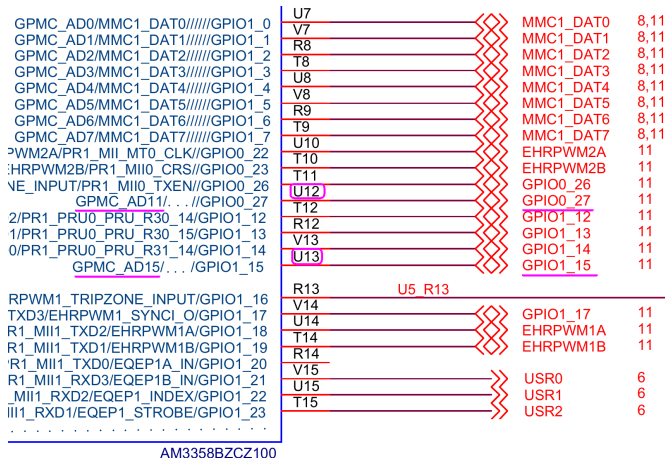 GPMC_AD0/MMC1_DAT0//////GPIO1_0 U7 MMC1_DAT0 8,11
GPMC_AD1/MMC1_DAT1//////GPIO1_1 V7 MMC1_DAT1 8,11
GPMC_AD2/MMC1_DAT2//////GPIO1_2 R8 MMC1_DAT2 8,11
GPMC_AD3/MMC1_DAT3//////GPIO1_3 T8 MMC1_DAT3 8,11
GPMC_AD4/MMC1_DAT4//////GPIO1_4 U8 MMC1_DAT4 8,11
GPMC_AD5/MMC1_DAT5//////GPIO1_5 V8 MMC1_DAT5 8,11
GPMC_AD6/MMC1_DAT6//////GPIO1_6 R9 MMC1_DAT6 8,11
GPMC_AD7/MMC1_DAT7//////GPIO1_7 T9 MMC1_DAT7 8,11
PWM2A/PR1_MII_MT0_CLK//GPIO0_22 U10 EHRPWM2A 11
EHRPWM2B/PR1_MII0_CRS//GPIO0_23 T10 EHRPWM2B 11
NE_INPUT/PR1_MII0_TXEN//GPIO0_26 T11 GPIO0_26 11
GPMC_AD11/. . .//GPIO0_27 U12 GPIO0_27 11
2/PR1_PRU0_PRU_R30_14/GPIO1_12 T12 GPIO1_12 11
1/PR1_PRU0_PRU_R30_15/GPIO1_13 R12 GPIO1_13 11
0/PR1_PRU0_PRU_R31_14/GPIO1_14 V13 GPIO1_14 11
GPMC_AD15/. . . /GPIO1_15 U13 GPIO1_15 11
RPWM1_TRIPZONE_INPUT/GPIO1_16 R13 U5_R13
TXD3/EHRPWM1_SYNCI_O/GPIO1_17 V14 GPIO1_17 11
R1_MII1_TXD2/EHRPWM1A/GPIO1_18 U14 EHRPWM1A 11
R1_MII1_TXD1/EHRPWM1B/GPIO1_19 T14 EHRPWM1B 11
R1_MII1_TXD0/EQEP1A_IN/GPIO1_20 R14
R1_MII1_RXD3/EQEP1B_IN/GPIO1_21 V15 USR0 6
_MII1_RXD2/EQEP1_INDEX/GPIO1_22 U15 USR1 6
MII1_RXD1/EQEP1_STROBE/GPIO1_23 T15 USR2 6
. . . . . . . . . . . . . . . . . . . .
AM3358BZCZ100